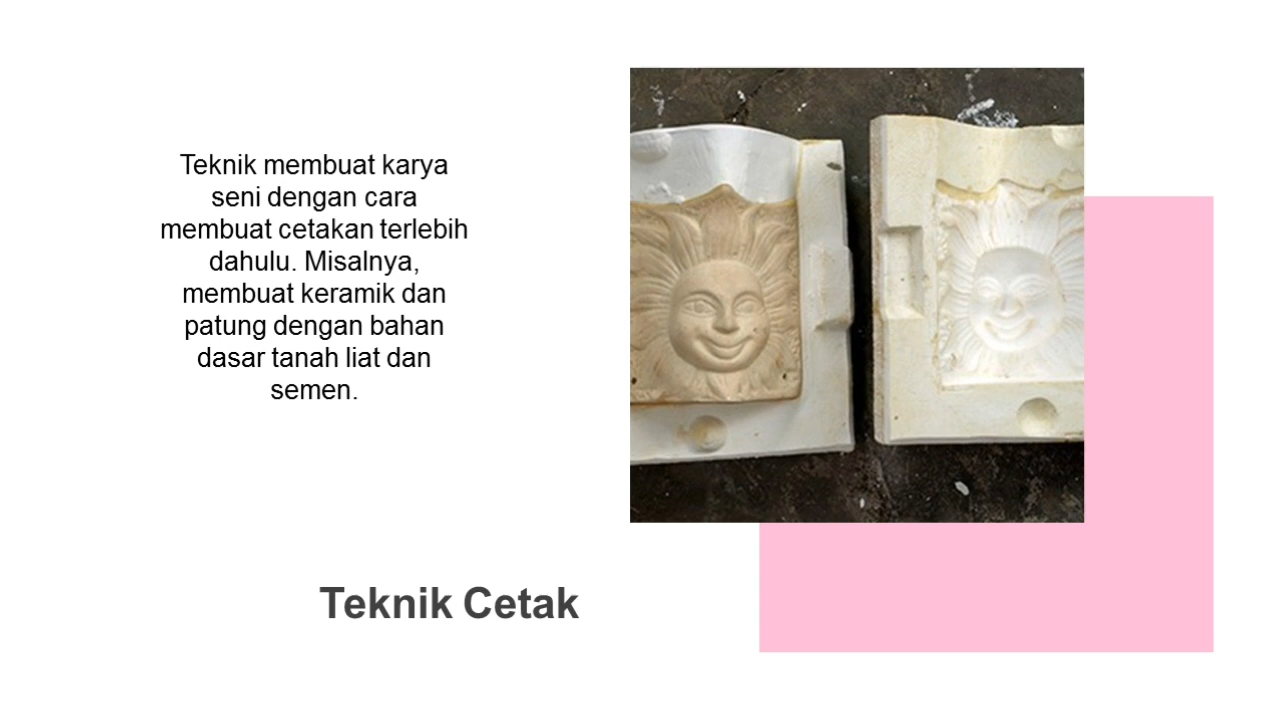 Teknik membuat karya
seni dengan cara
membuat cetakan terlebih
dahulu. Misalnya,
membuat keramik dan
patung dengan bahan
dasar tanah liat dan
semen.
Teknik Cetak